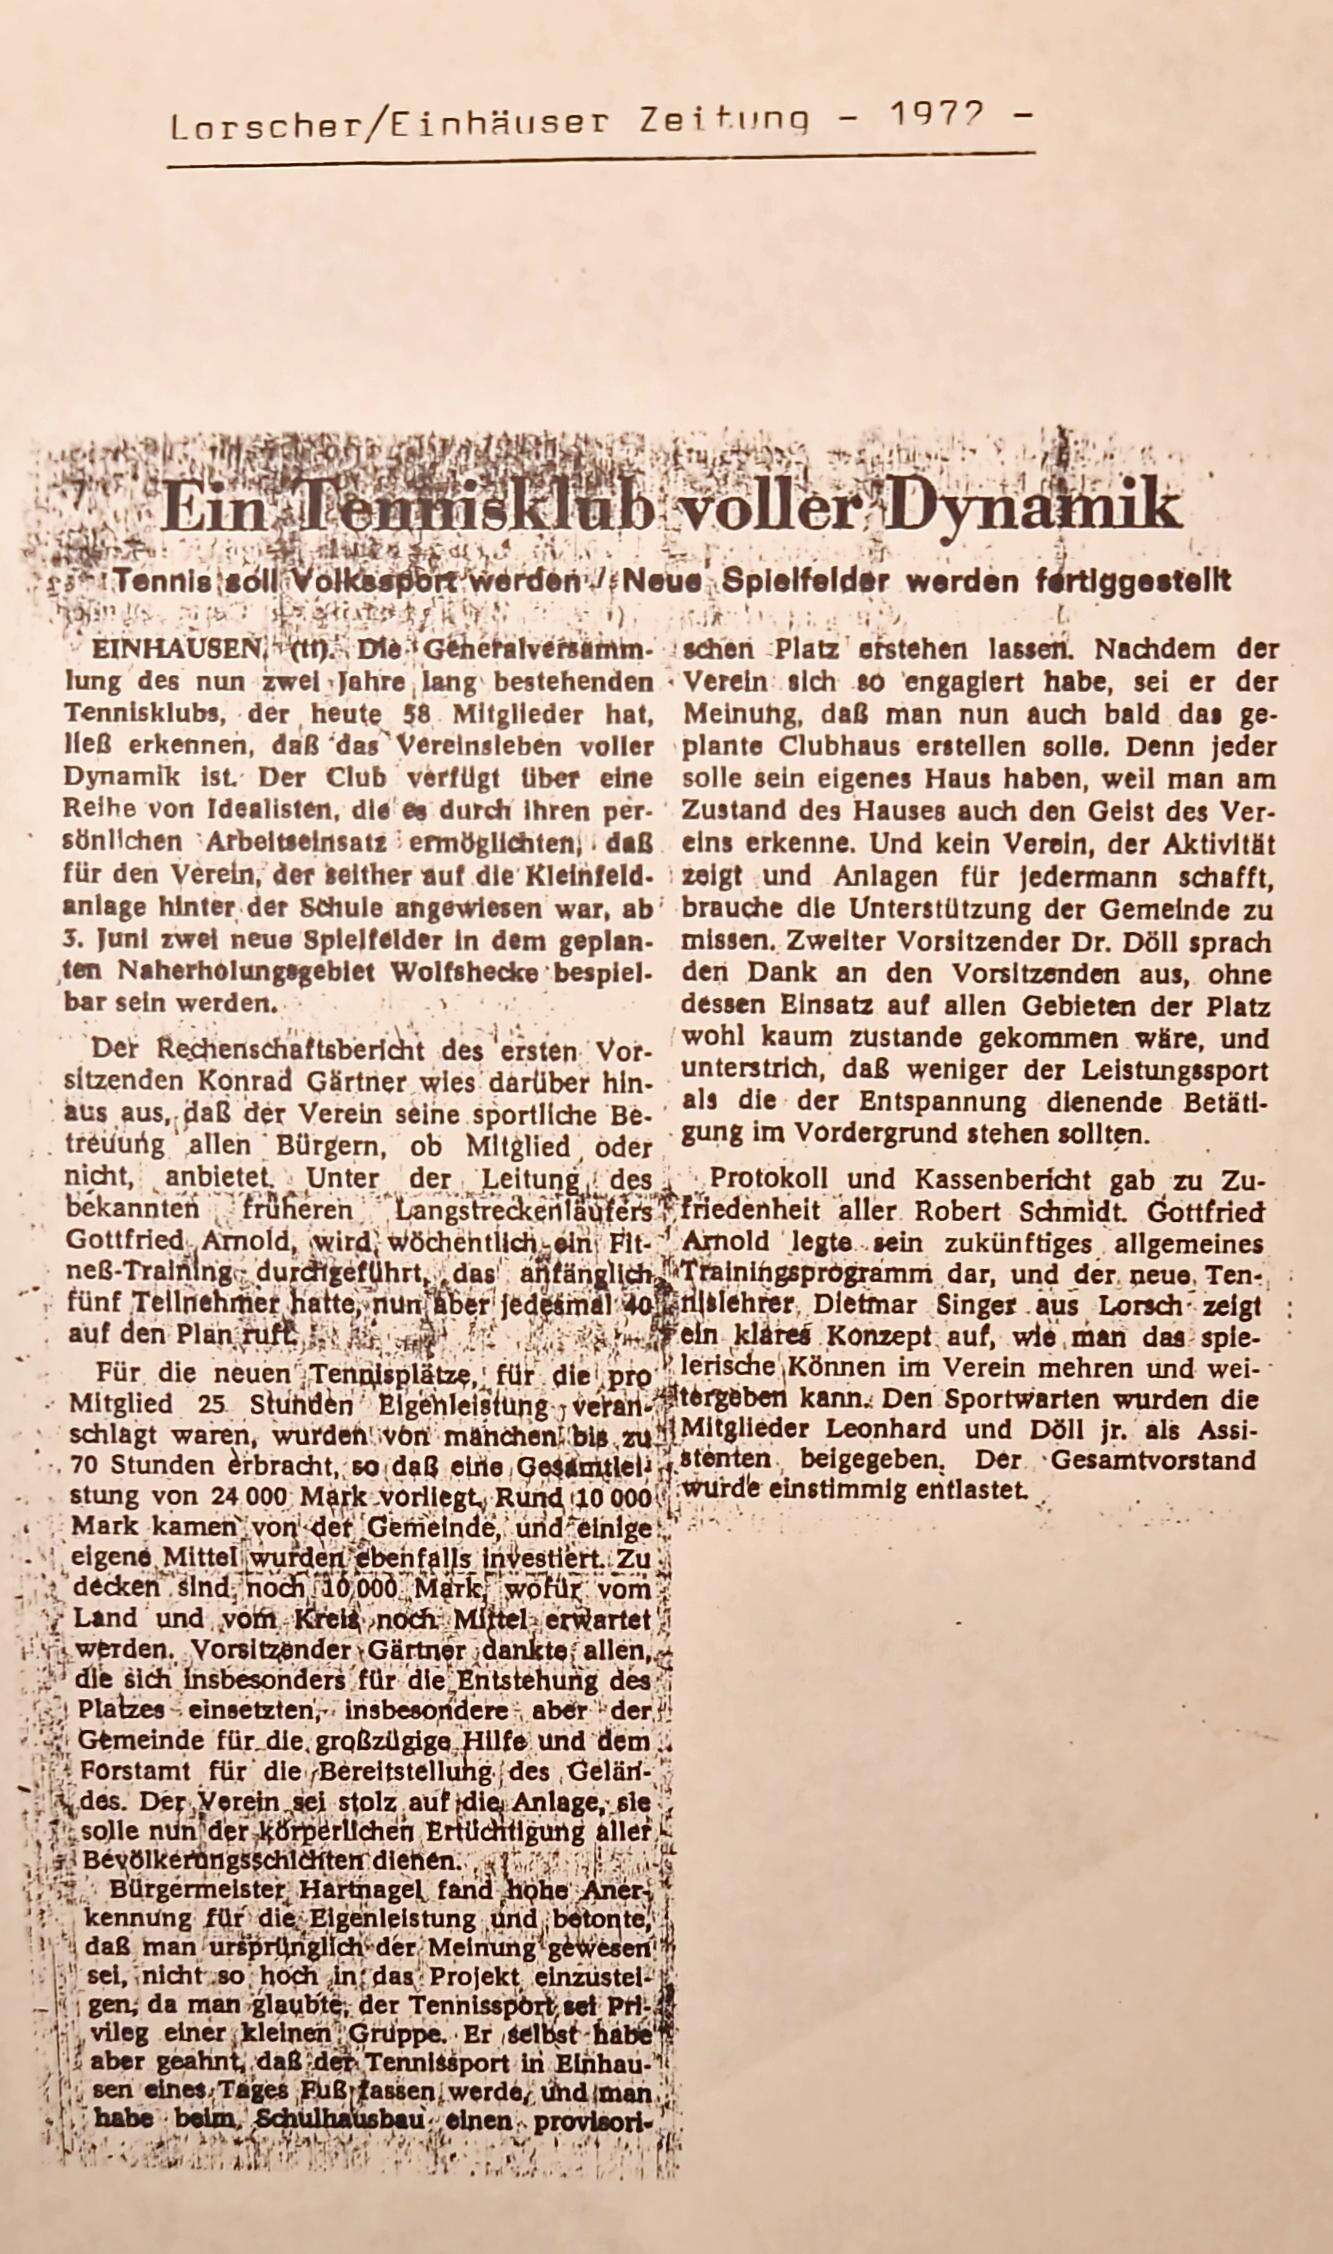 Lorscher/Einhäuser Zeitung - 1972 -
Ein Tennisklub voller Dynamik
Tennis soll Volkssport werden / Neue Spielfelder werden fertiggestellt
EINHAUSEN. (tt). Die Generalversamm-
lung des nun zwei Jahre lang bestehenden
Tennisklubs, der heute 58 Mitglieder hat,
ließ erkennen, daß das Vereinsleben voller
Dynamik ist. Der Club verfügt über eine
Reihe von Idealisten, die es durch ihren per-
sönlichen Arbeitseinsatz ermöglichten, daß
für den Verein, der seither auf die Kleinfeld-
anlage hinter der Schule angewiesen war, ab
3. Juni zwei neue Spielfelder in dem geplan-
ten Naherholungsgebiet Wolfshecke bespiel-
bar sein werden.
Der Rechenschaftsbericht des ersten Vor-
sitzenden Konrad Gärtner wies darüber hin-
aus aus, daß der Verein seine sportliche Be-
treuung allen Bürgern, ob Mitglied oder
nicht, anbietet. Unter der Leitung des
bekannten früheren Langstreckenläufers
Gottfried Arnold, wird wöchentlich ein Fit-
neß-Training durchgeführt, das anfänglich
fünf Teilnehmer hatte, nun aber jedesmal 40
auf den Plan ruft.
Für die neuen Tennisplätze, für die pro
Mitglied 25 Stunden Eigenleistung veran-
schlagt waren, wurden von manchen bis zu
70 Stunden erbracht, so daß eine Gesamtlei-
stung von 24 000 Mark vorliegt. Rund 10 000
Mark kamen von der Gemeinde, und einige
eigene Mittel wurden ebenfalls investiert. Zu
decken sind noch 10 000 Mark, wofür vom
Land und vom Kreis noch Mittel erwartet
werden. Vorsitzender Gärtner dankte allen,
die sich insbesonders für die Entstehung des
Platzes einsetzten, insbesondere aber der
Gemeinde für die großzügige Hilfe und dem
Forstamt für die Bereitstellung des Gelän-
des. Der Verein sei stolz auf die Anlage, sie
solle nun der körperlichen Ertüchtigung aller
Bevölkerungsschichten dienen.
Bürgermeister Hartnagel fand hohe Aner-
kennung für die Eigenleistung und betonte,
daß man ursprünglich der Meinung gewesen
sei, nicht so hoch in das Projekt einzustei-
gen, da man glaubte, der Tennissport sei Pri-
vileg einer kleinen Gruppe. Er selbst habe
aber geahnt, daß der Tennissport in Einhau-
sen eines Tages Fuß fassen werde, und man
habe beim Schulhausbau einen provisori-
schen Platz erstehen lassen. Nachdem der
Verein sich so engagiert habe, sei er der
Meinung, daß man nun auch bald das ge-
plante Clubhaus erstellen solle. Denn jeder
solle sein eigenes Haus haben, weil man am
Zustand des Hauses auch den Geist des Ver-
eins erkenne. Und kein Verein, der Aktivität
zeigt und Anlagen für jedermann schafft,
brauche die Unterstützung der Gemeinde zu
missen. Zweiter Vorsitzender Dr. Döll sprach
den Dank an den Vorsitzenden aus, ohne
dessen Einsatz auf allen Gebieten der Platz
wohl kaum zustande gekommen wäre, und
unterstrich, daß weniger der Leistungssport
als die der Entspannung dienende Betäti-
gung im Vordergrund stehen sollten.
Protokoll und Kassenbericht gab zu Zu-
friedenheit aller Robert Schmidt. Gottfried
Arnold legte sein zukünftiges allgemeines
Trainingsprogramm dar, und der neue Ten-
nislehrer Dietmar Singer aus Lorsch zeigt
ein klares Konzept auf, wie man das spie-
lerische Können im Verein mehren und wei-
tergeben kann. Den Sportwarten wurden die
Mitglieder Leonhard und Döll jr. als Assi-
stenten beigegeben. Der Gesamtvorstand
wurde einstimmig entlastet.